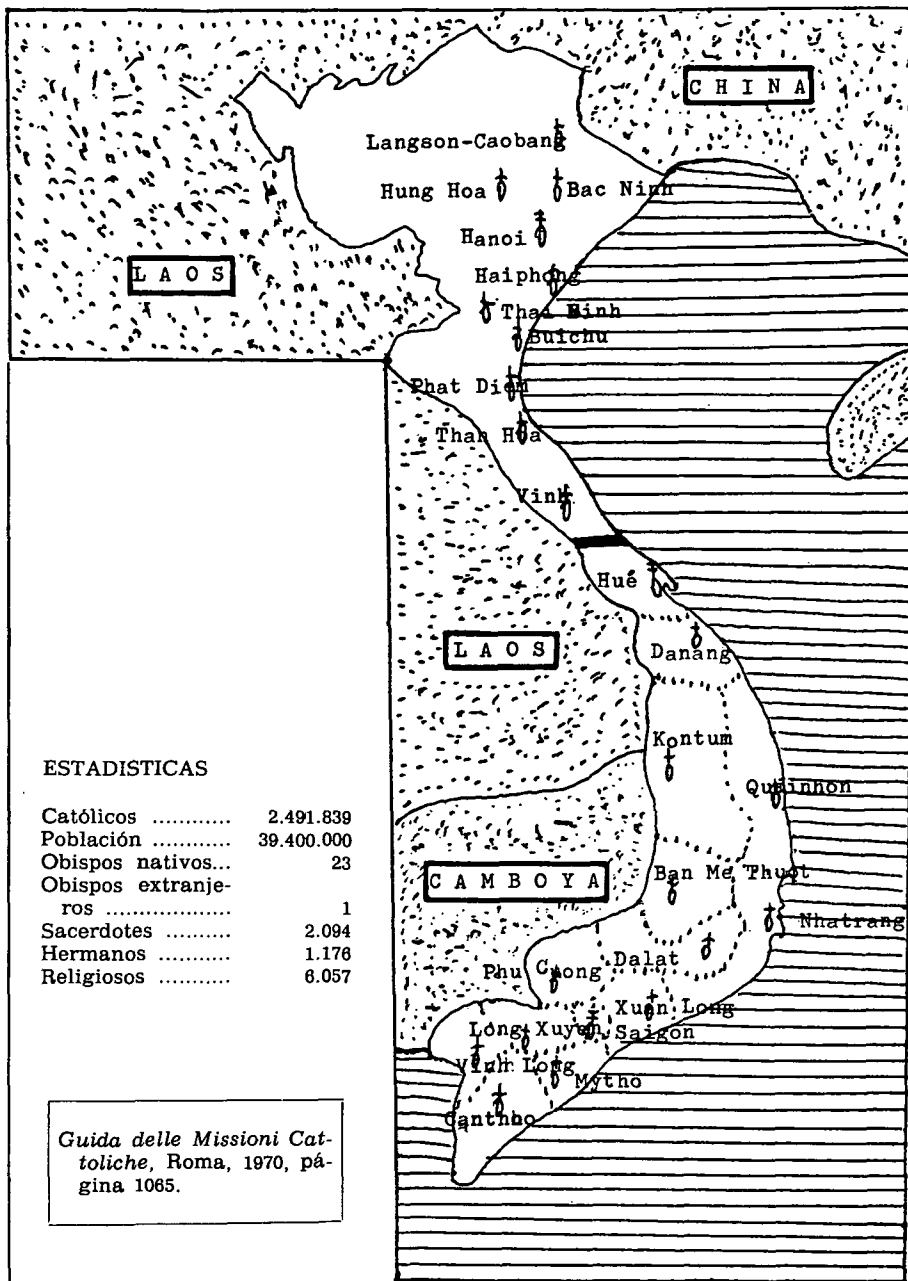 CHINA
Langson-Caobang
Hung Hoa
Bac Ninh
Hanoi
LAOS
Haiphong
Thai Binh
Buichu
Phat Diem
Than Hoa
Vinh
Hué
LAOS
Danang
Kontum
Quinhon
ESTADISTICAS
Católicos ............ 2.491.839
Población ............ 39.400.000
Obispos nativos... 23
Obispos extranje-
ros .................... 1
Sacerdotes .......... 2.094
Hermanos ........... 1.176
Religiosos ........... 6.057
CAMBOYA
Ban Me Thuot
Nhatrang
Phu Cuong
Dalat
Xuan Long
Long Xuyen
Saigon
Vinh Long
Mytho
Canthho
Guida delle Missioni Cat-
toliche, Roma, 1970, pá-
gina 1065.